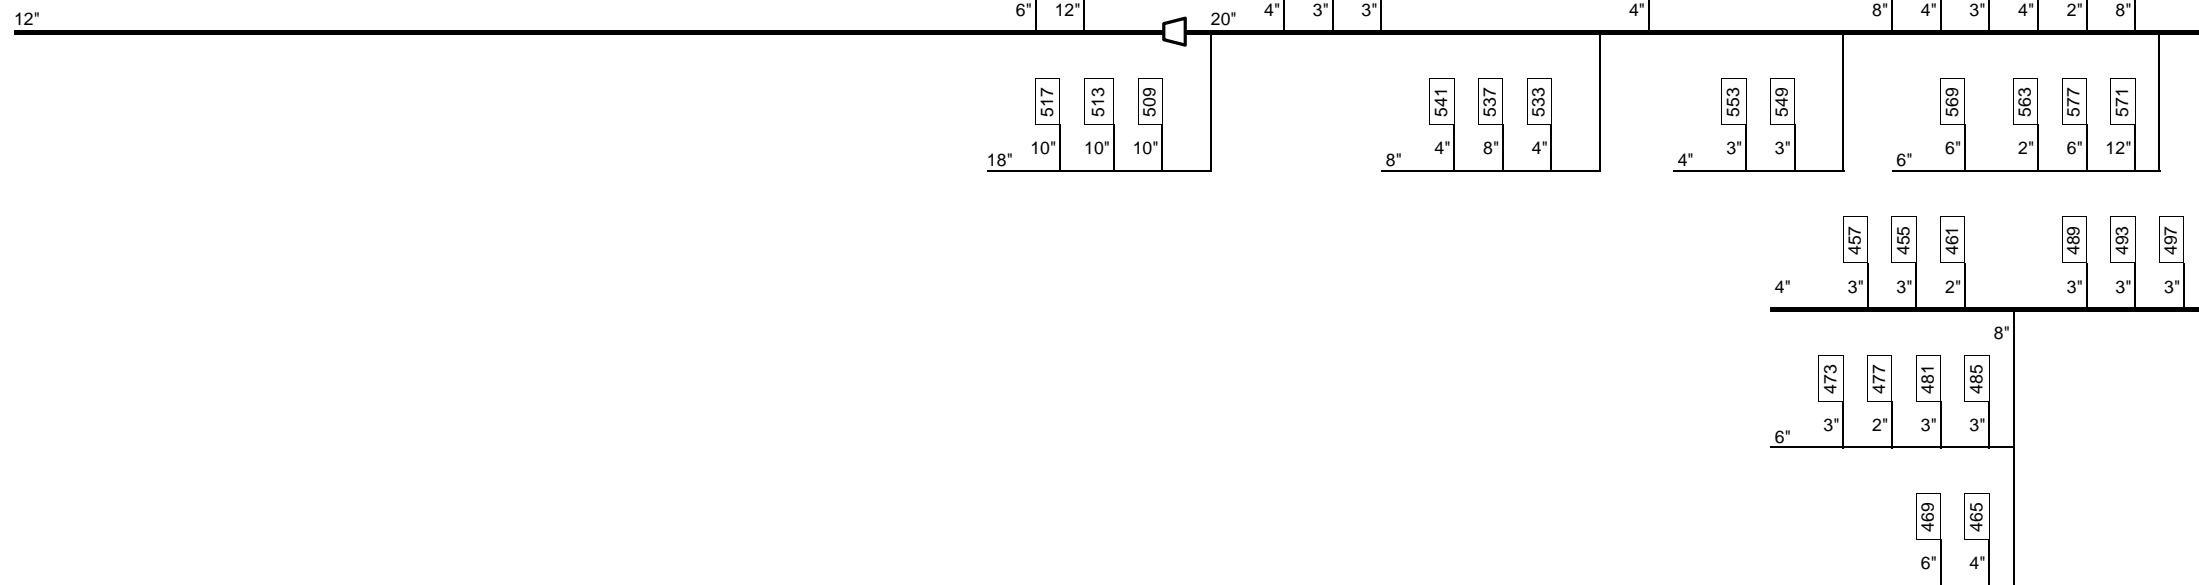 6" 12" 4" 3" 3" 4" 8" 4" 3" 4" 2" 8"
12" 20"
517 513 509 541 537 533 553 549 569 563 577 571
10" 10" 10" 4" 8" 4" 3" 3" 6" 2" 6" 12"
18" 8" 4" 6"
457 455 461 489 493 497
4" 3" 3" 2" 3" 3" 3"
8"
473 477 481 485
3" 2" 3" 3"
6"
469 465
6" 4"